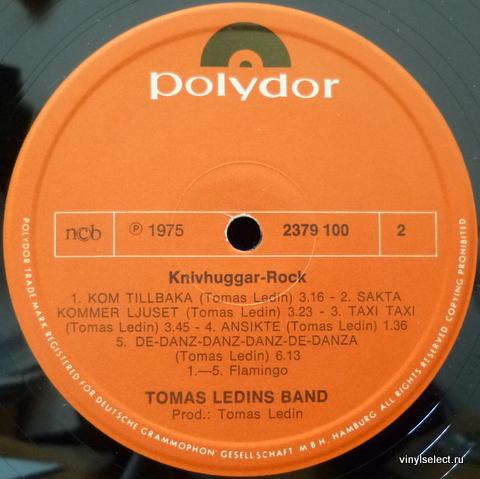 polydor
ncb
℗ 1975
2379 100
2
Knivhuggar-Rock
1. KOM TILLBAKA (Tomas Ledin) 3.16 - 2. SAKTA
KOMMER LJUSET (Tomas Ledin) 3.23 - 3. TAXI TAXI
(Tomas Ledin) 3.45 - 4. ANSIKTE (Tomas Ledin) 1.36
5. DE-DANZ-DANZ-DANZ-DE-DANZA
(Tomas Ledin) 6.13
1.—5. Flamingo
TOMAS LEDINS BAND
Prod.: Tomas Ledin
POLYDOR TRADE MARK REGISTERED FOR DEUTSCHE GRAMMOPHON GESELLSCHAFT M B H, HAMBURG ALL RIGHTS RESERVED COPYING PROHIBITED
vinylselect.ru